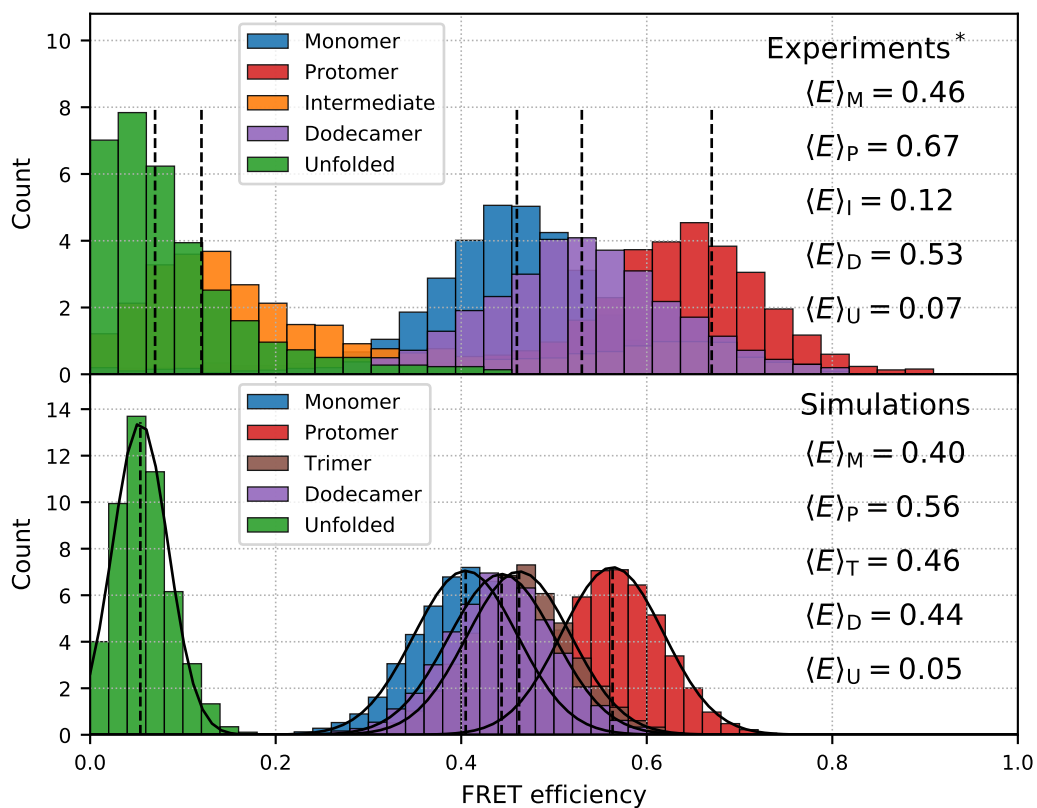 Count
10
8
6
4
2
0
Monomer
Protomer
Intermediate
Dodecamer
Unfolded
Experiments*
⟨E⟩M = 0.46
⟨E⟩P = 0.67
⟨E⟩I = 0.12
⟨E⟩D = 0.53
⟨E⟩U = 0.07
Count
14
12
10
8
6
4
2
0
Monomer
Protomer
Trimer
Dodecamer
Unfolded
Simulations
⟨E⟩M = 0.40
⟨E⟩P = 0.56
⟨E⟩T = 0.46
⟨E⟩D = 0.44
⟨E⟩U = 0.05
0.0 0.2 0.4 0.6 0.8 1.0
FRET efficiency